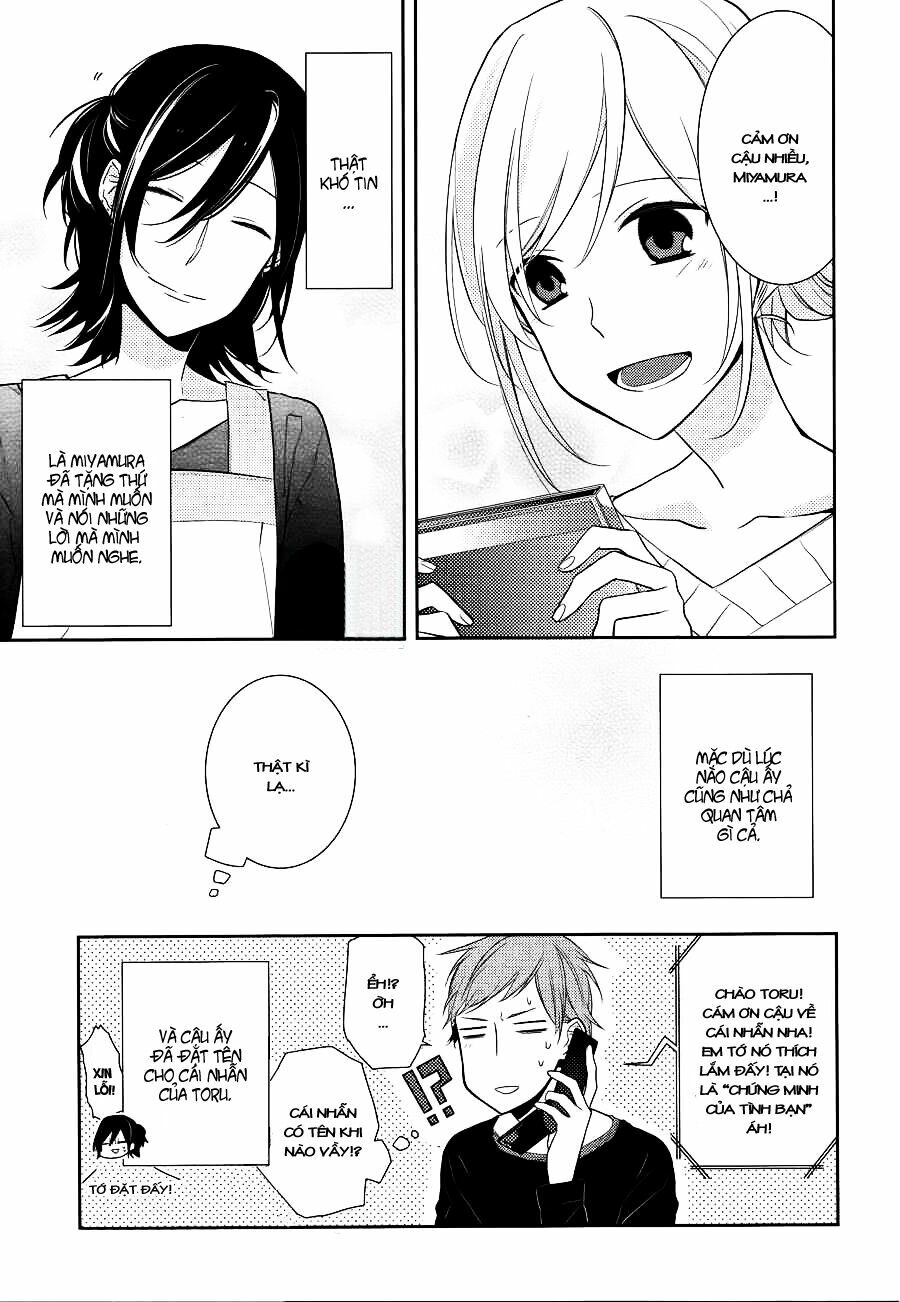 CẢM ƠN
CẬU NHIỀU,
MIYAMURA
...!
THẬT
KHÓ TIN
...
LÀ MIYAMURA
ĐÃ TẶNG THỨ
MÀ MÌNH MUỐN
VÀ NÓI NHỮNG
LỜI MÀ MÌNH
MUỐN NGHE.
MẶC DÙ LÚC
NÀO CẬU ẤY
CŨNG NHƯ CHẢ
QUAN TÂM
GÌ CẢ.
THẬT KÌ
LẠ...
CHÀO TORU!
CÁM ƠN CẬU VỀ
CÁI NHẪN NHA!
EM TỚ NÓ THÍCH
LẮM ĐẤY! TẠI NÓ
LÀ “CHỨNG MINH
CỦA TÌNH BẠN”
ÁH!
ỂH!?
ỜH
...
!?
CÁI NHẪN
CÓ TÊN KHI
NÀO VẦY!?
VÀ CẬU ẤY
ĐÃ ĐẶT TÊN
CHO CÁI NHẪN
CỦA TORU.
XIN
LỖI!
TỚ ĐẶT ĐẤY!